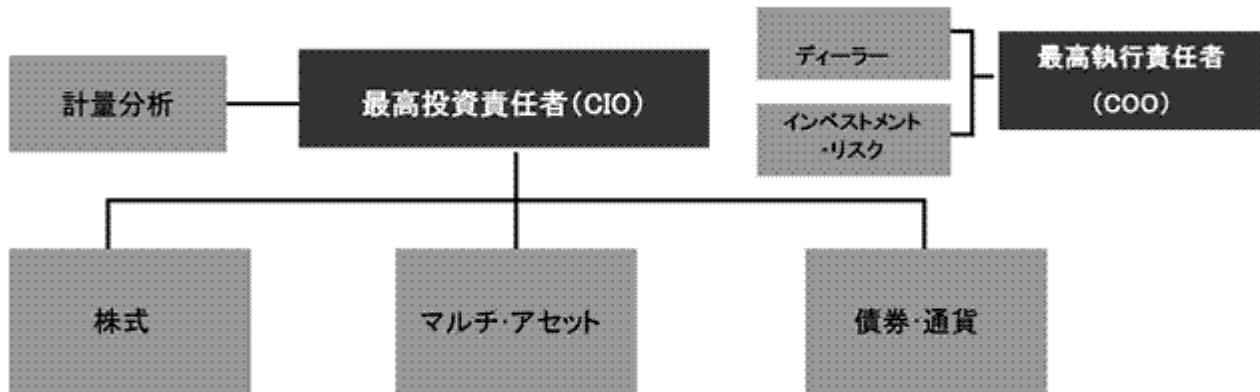 ディーラー
最高執行責任者
(COO)
計量分析
最高投資責任者(CIO)
インベストメント
・リスク
株式
マルチ・アセット
債券・通貨